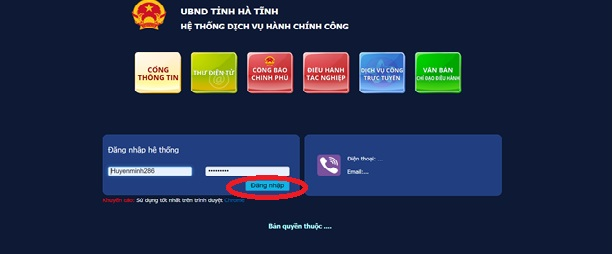 UBND TỈNH HÀ TĨNH
HỆ THỐNG DỊCH VỤ HÀNH CHÍNH CÔNG
CỔNG
THÔNG TIN
THƯ ĐIỆN TỬ
CÔNG BÁO
CHINH PHU
ĐIỀU HÀNH
TÁC NGHIỆP
DỊCH VỤ CÔNG
TRỰC TUYẾN
VĂN BẢN
CHỈ ĐẠO ĐIỀU HÀNH
Đăng nhập hệ thống
Huyenminh286
•••••••••
Đăng nhập
Điện thoại: ...
Email:....
Khuyến cáo: Sử dụng tốt nhất trên trình duyệt Chrome
Bản quyền thuộc ....